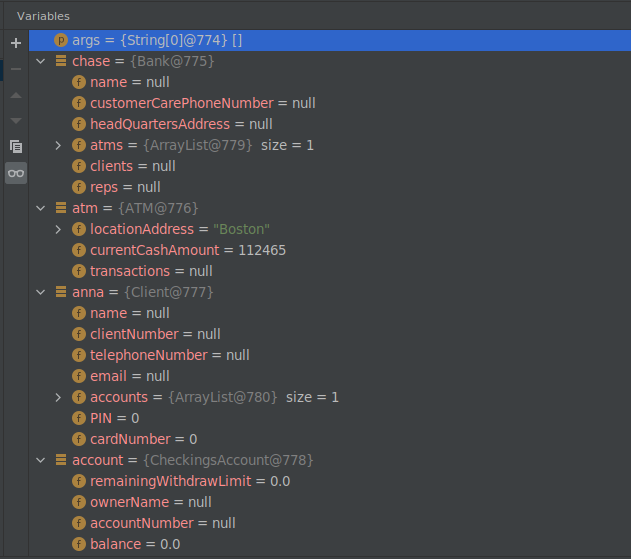 Variables
p args = {String[0]@774} []
chase = {Bank@775}
f name = null
f customerCarePhoneNumber = null
f headQuartersAddress = null
f atms = {ArrayList@779} size = 1
f clients = null
f reps = null
atm = {ATM@776}
f locationAddress = "Boston"
f currentCashAmount = 112465
f transactions = null
anna = {Client@777}
f name = null
f clientNumber = null
f telephoneNumber = null
f email = null
f accounts = {ArrayList@780} size = 1
f PIN = 0
f cardNumber = 0
account = {CheckingsAccount@778}
f remainingWithdrawLimit = 0.0
f ownerName = null
f accountNumber = null
f balance = 0.0